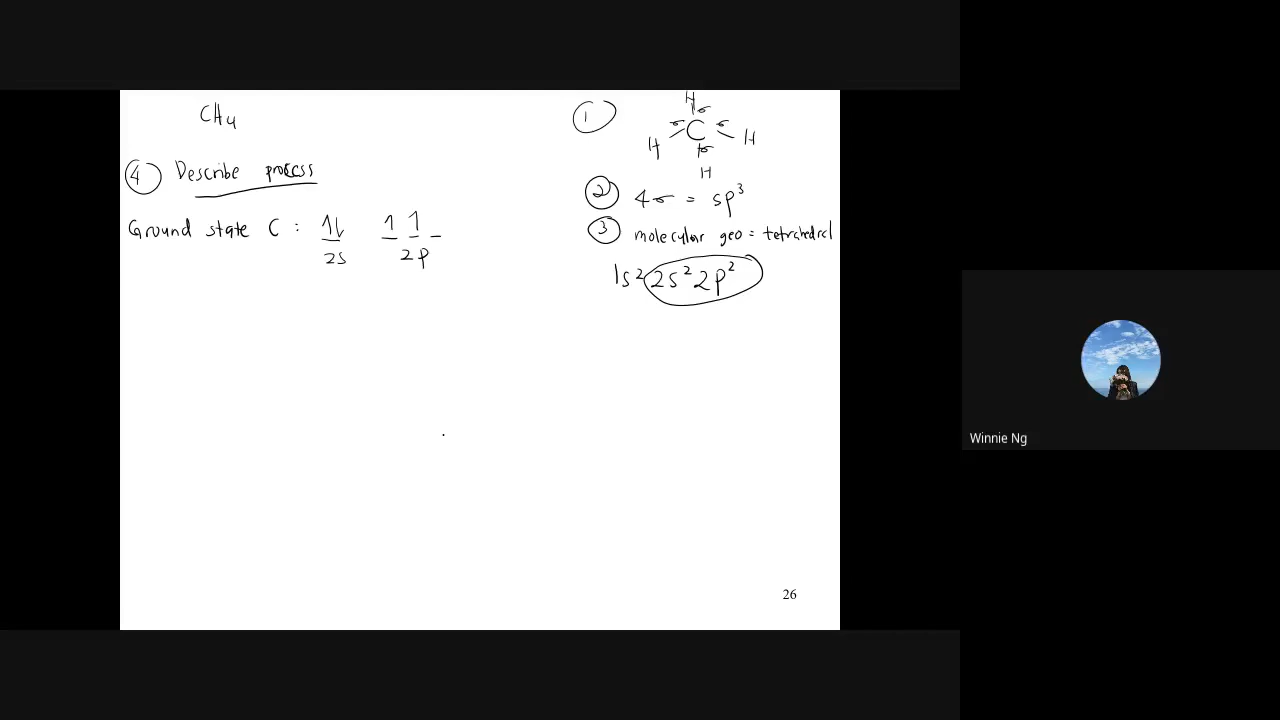 CH4
④ Describe process
Ground state C : 1l 1 1 _
2s 2p
①
H
σ σ
C
H σ H
H
② 4σ = sp³
③ molecular geo = tetrahedral
1s² 2s² 2p²
26
Winnie Ng